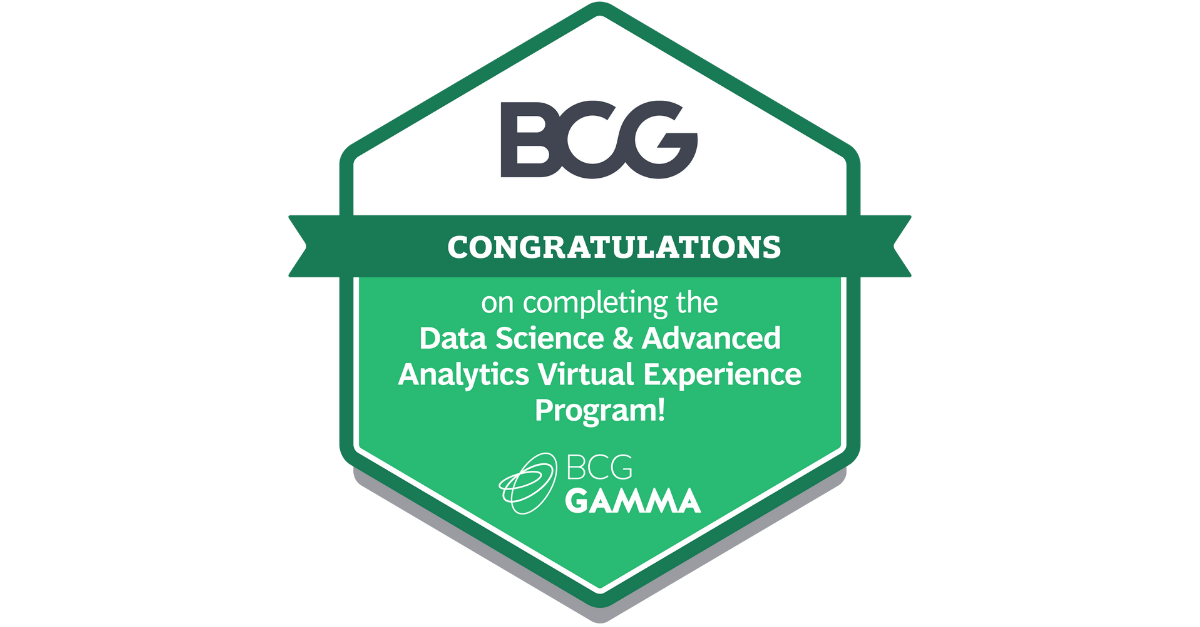 BCG
CONGRATULATIONS
on completing the
Data Science & Advanced
Analytics Virtual Experience
Program!
BCG
GAMMA